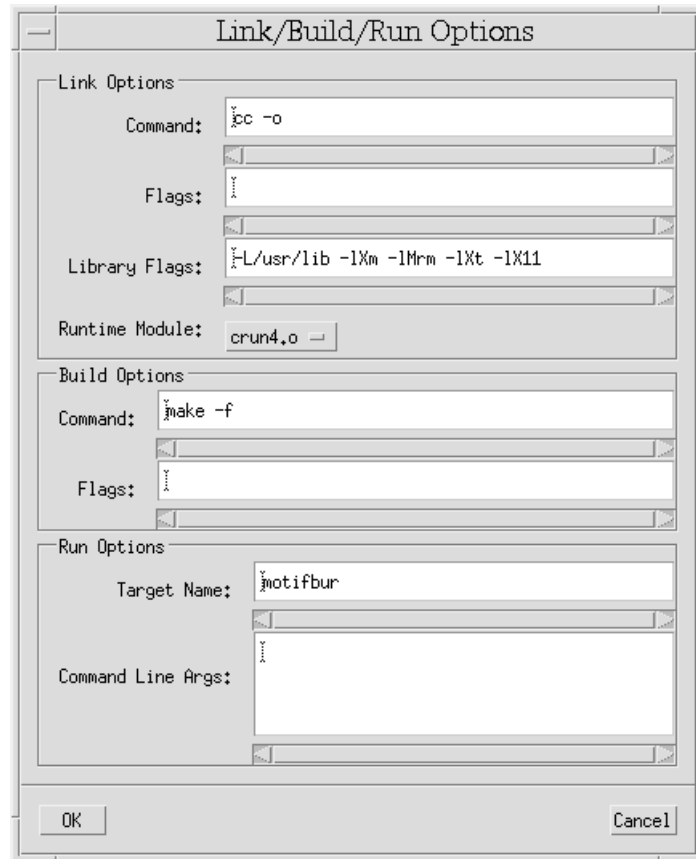 Link/Build/Run Options
Link Options
Command:
cc -o
Flags:
Library Flags:
-L/usr/lib -lXm -lMrm -lXt -lX11
Runtime Module:
crun4.o
Build Options
Command:
make -f
Flags:
Run Options
Target Name:
motifbur
Command Line Args:
OK
Cancel